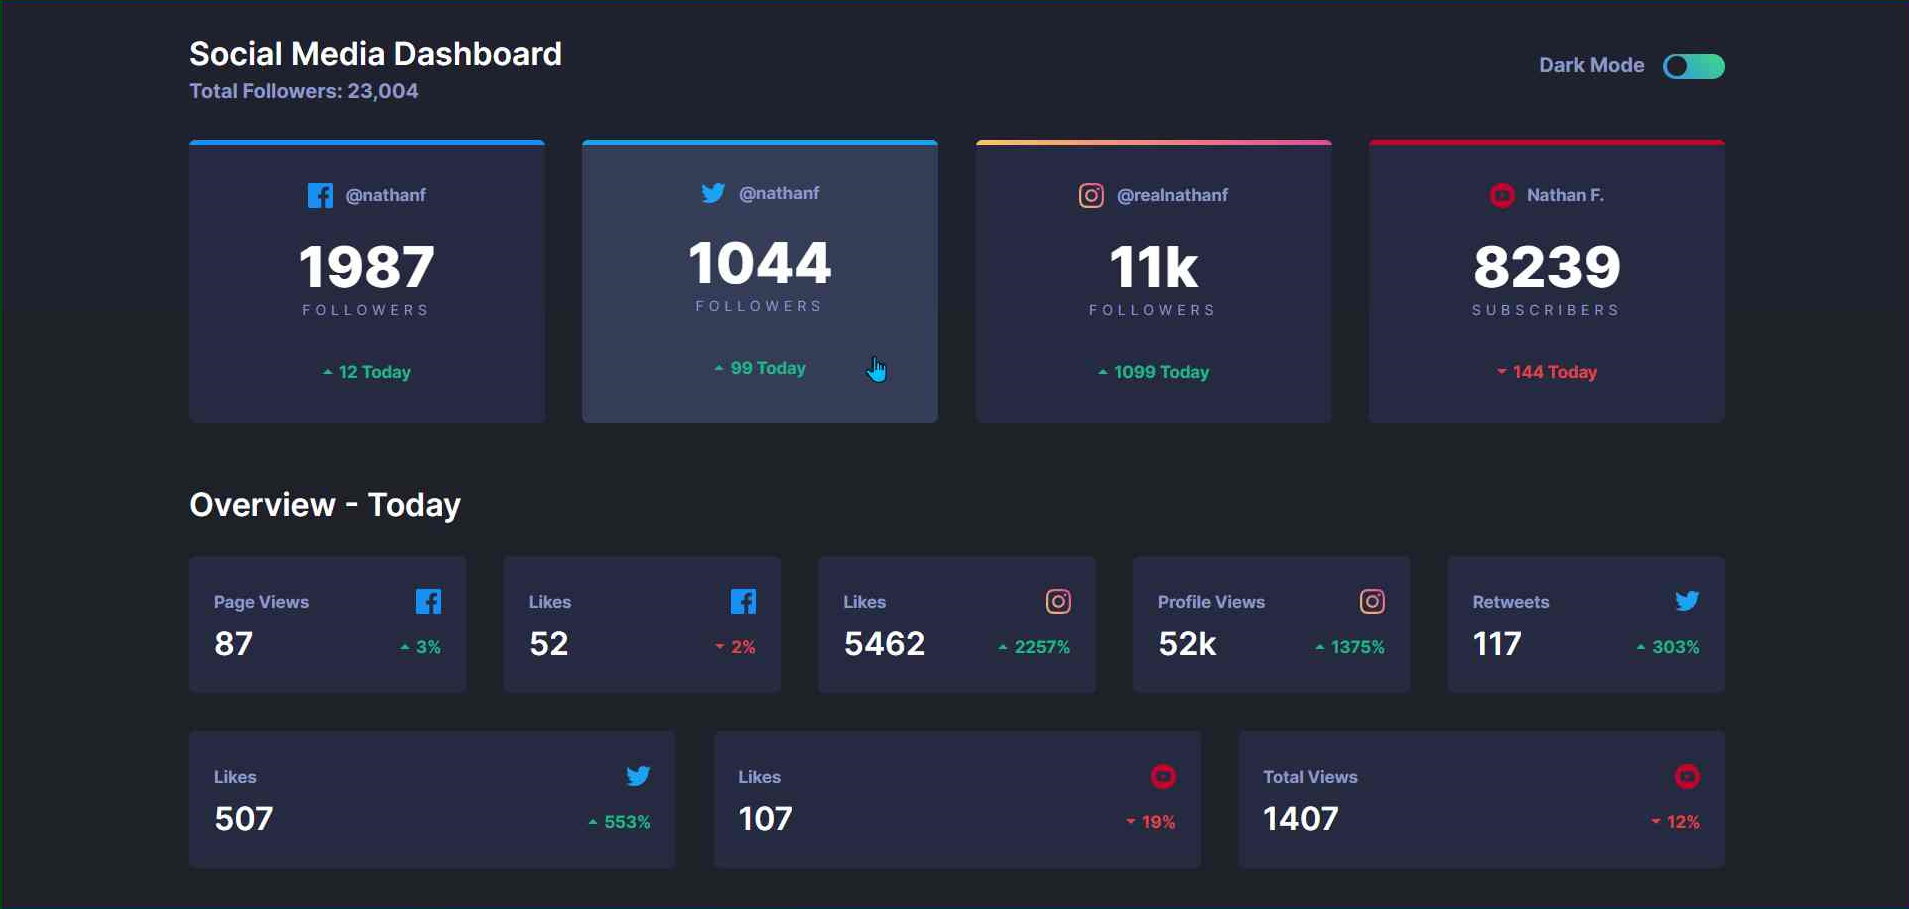 Social Media Dashboard
Total Followers: 23,004
Dark Mode
@nathanf
1987
FOLLOWERS
12 Today
@nathanf
1044
FOLLOWERS
99 Today
@realnathanf
11k
FOLLOWERS
1099 Today
Nathan F.
8239
SUBSCRIBERS
144 Today
Overview - Today
Page Views
87
3%
Likes
52
2%
Likes
5462
2257%
Profile Views
52k
1375%
Retweets
117
303%
Likes
507
553%
Likes
107
19%
Total Views
1407
12%